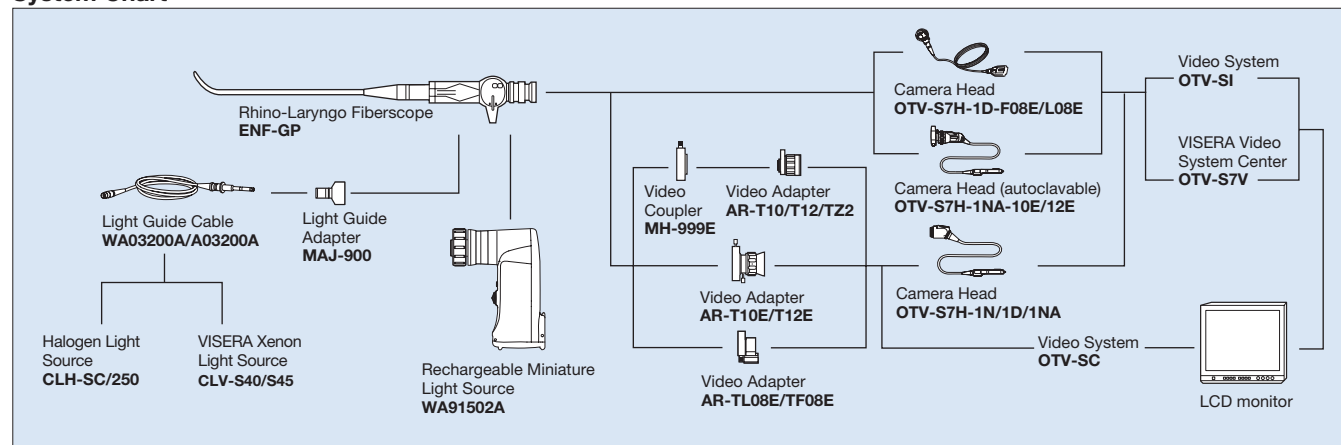 Rhino-Laryngo Fiberscope
ENF-GP
Light Guide Cable
WA03200A/A03200A
Light Guide
Adapter
MAJ-900
Halogen Light
Source
CLH-SC/250
VISERA Xenon
Light Source
CLV-S40/S45
Rechargeable Miniature
Light Source
WA91502A
Video
Coupler
MH-999E
Video Adapter
AR-T10/T12/TZ2
Video Adapter
AR-T10E/T12E
Video Adapter
AR-TL08E/TF08E
Camera Head
OTV-S7H-1D-F08E/L08E
Camera Head (autoclavable)
OTV-S7H-1NA-10E/12E
Camera Head
OTV-S7H-1N/1D/1NA
Video System
OTV-SC
Video System
OTV-SI
VISERA Video
System Center
OTV-S7V
LCD monitor